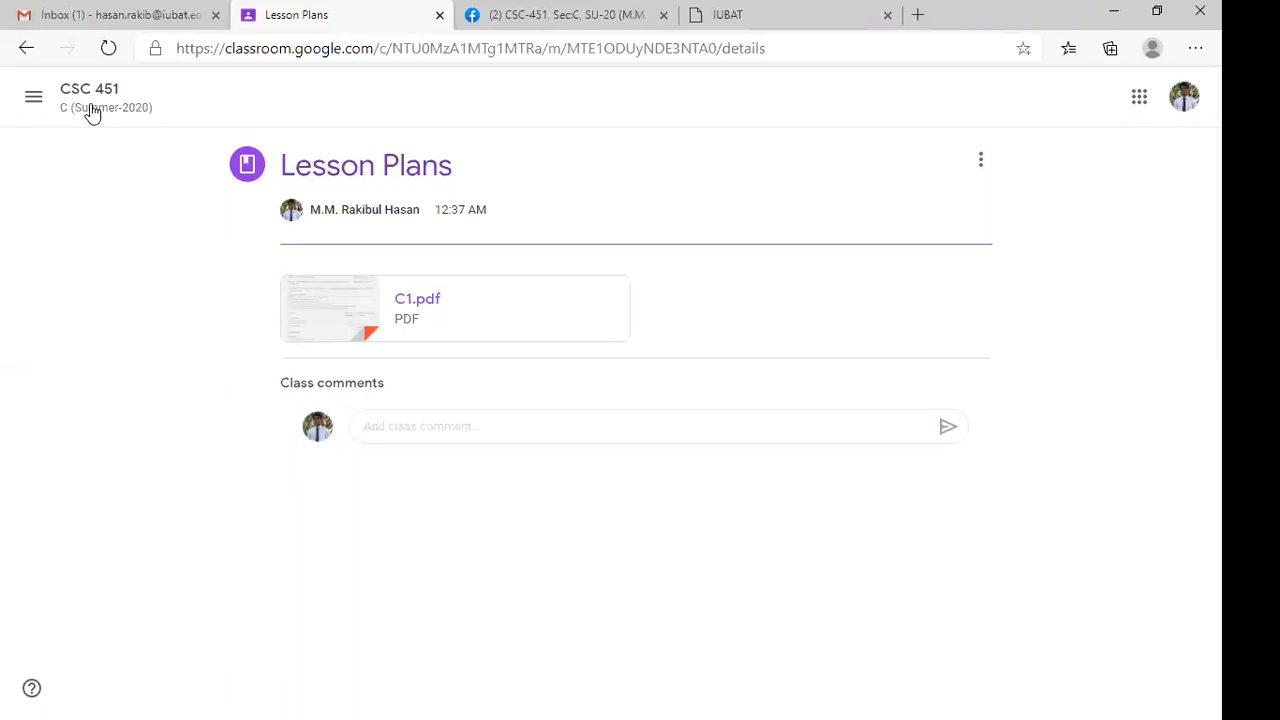 Inbox (1) - hasan.rakib@iubat.e
Lesson Plans
(2) CSC-451, Sec:C, SU-20 (M.M.
IUBAT
https://classroom.google.com/c/NTU0MzA1MTg1MTRa/m/MTE1ODUyNDE3NTA0/details
CSC 451
C (Summer-2020)
Lesson Plans
M.M. Rakibul Hasan 12:37 AM
C1.pdf
PDF
Class comments
Add class comment...